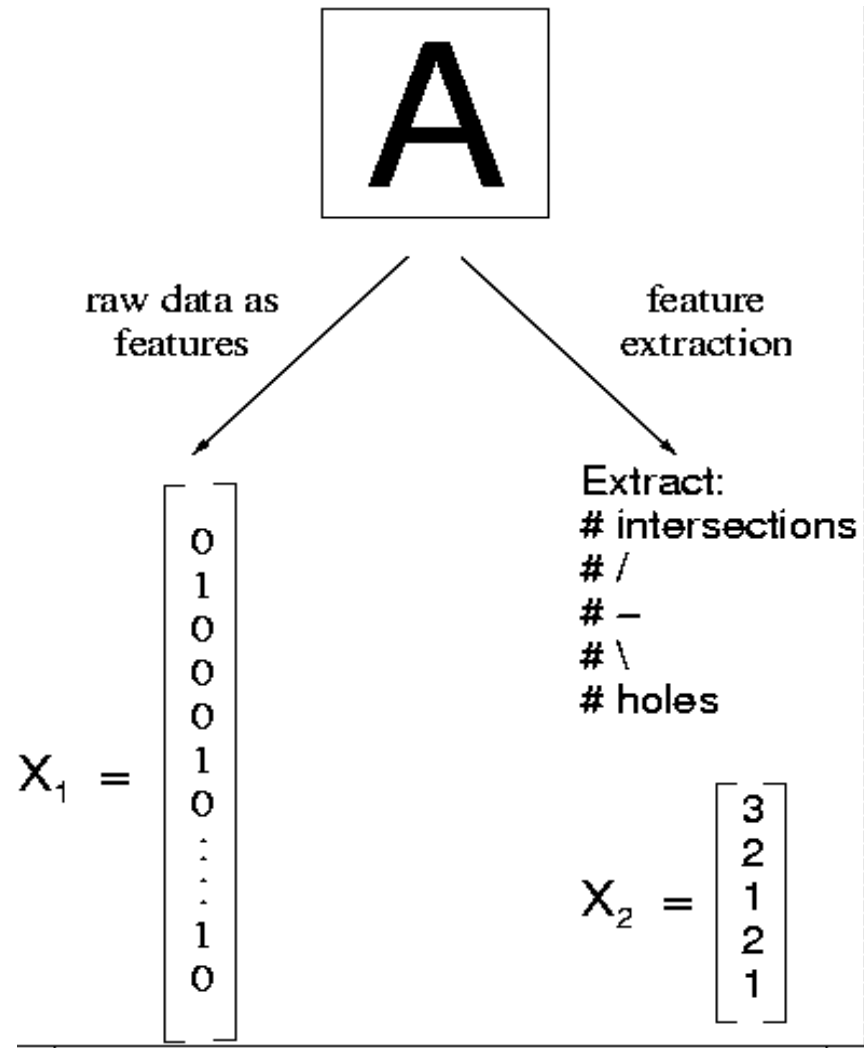 A
raw data as
features
feature
extraction
Extract:
# intersections
# /
# –
# \
# holes
X₁ =
0
1
0
0
0
1
0
⋮
1
0
X₂ =
3
2
1
2
1